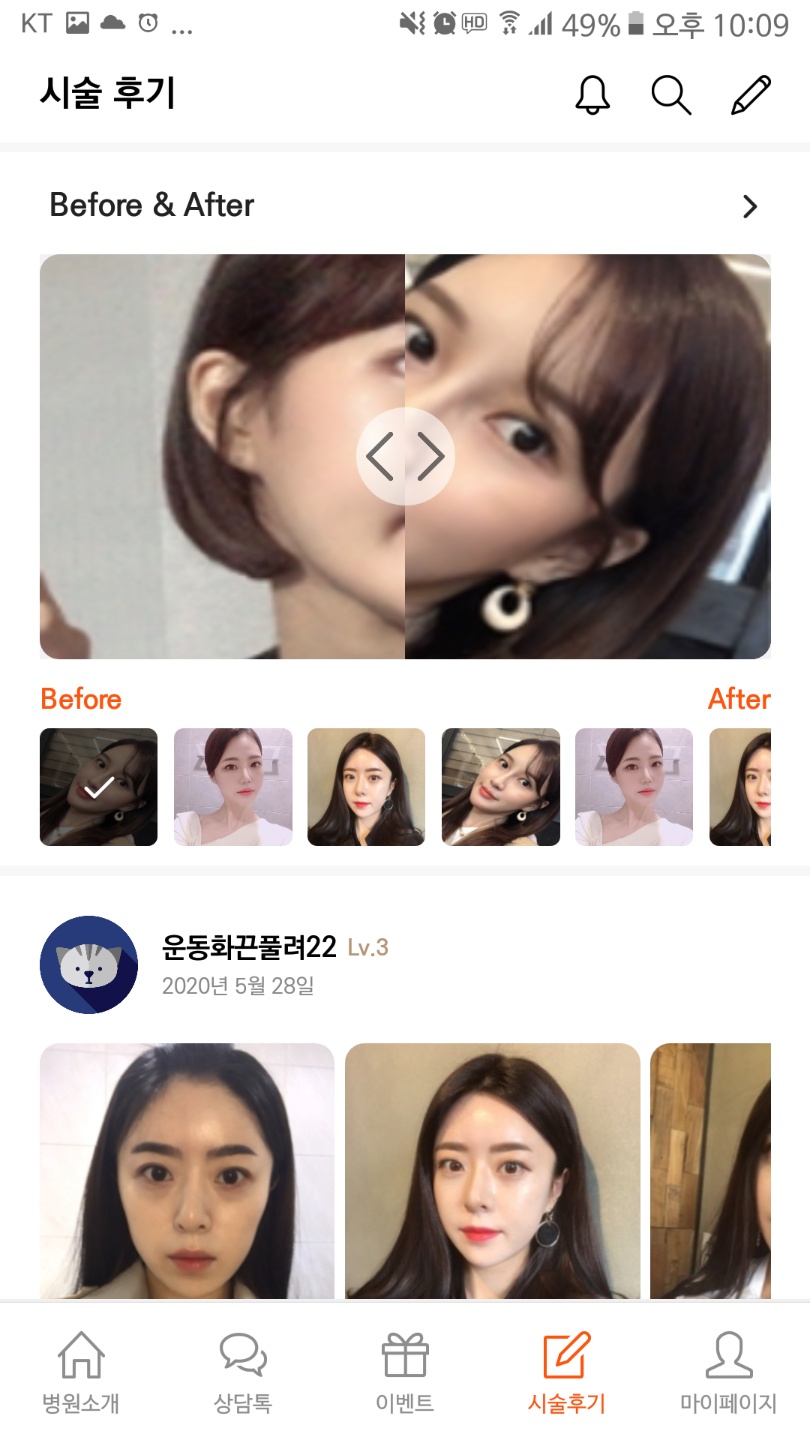 KT ... HD 49% 오후 10:09
시술 후기
Before & After
Before After
운동화끈풀려22 Lv.3
2020년 5월 28일
병원소개 상담톡 이벤트 시술후기 마이페이지